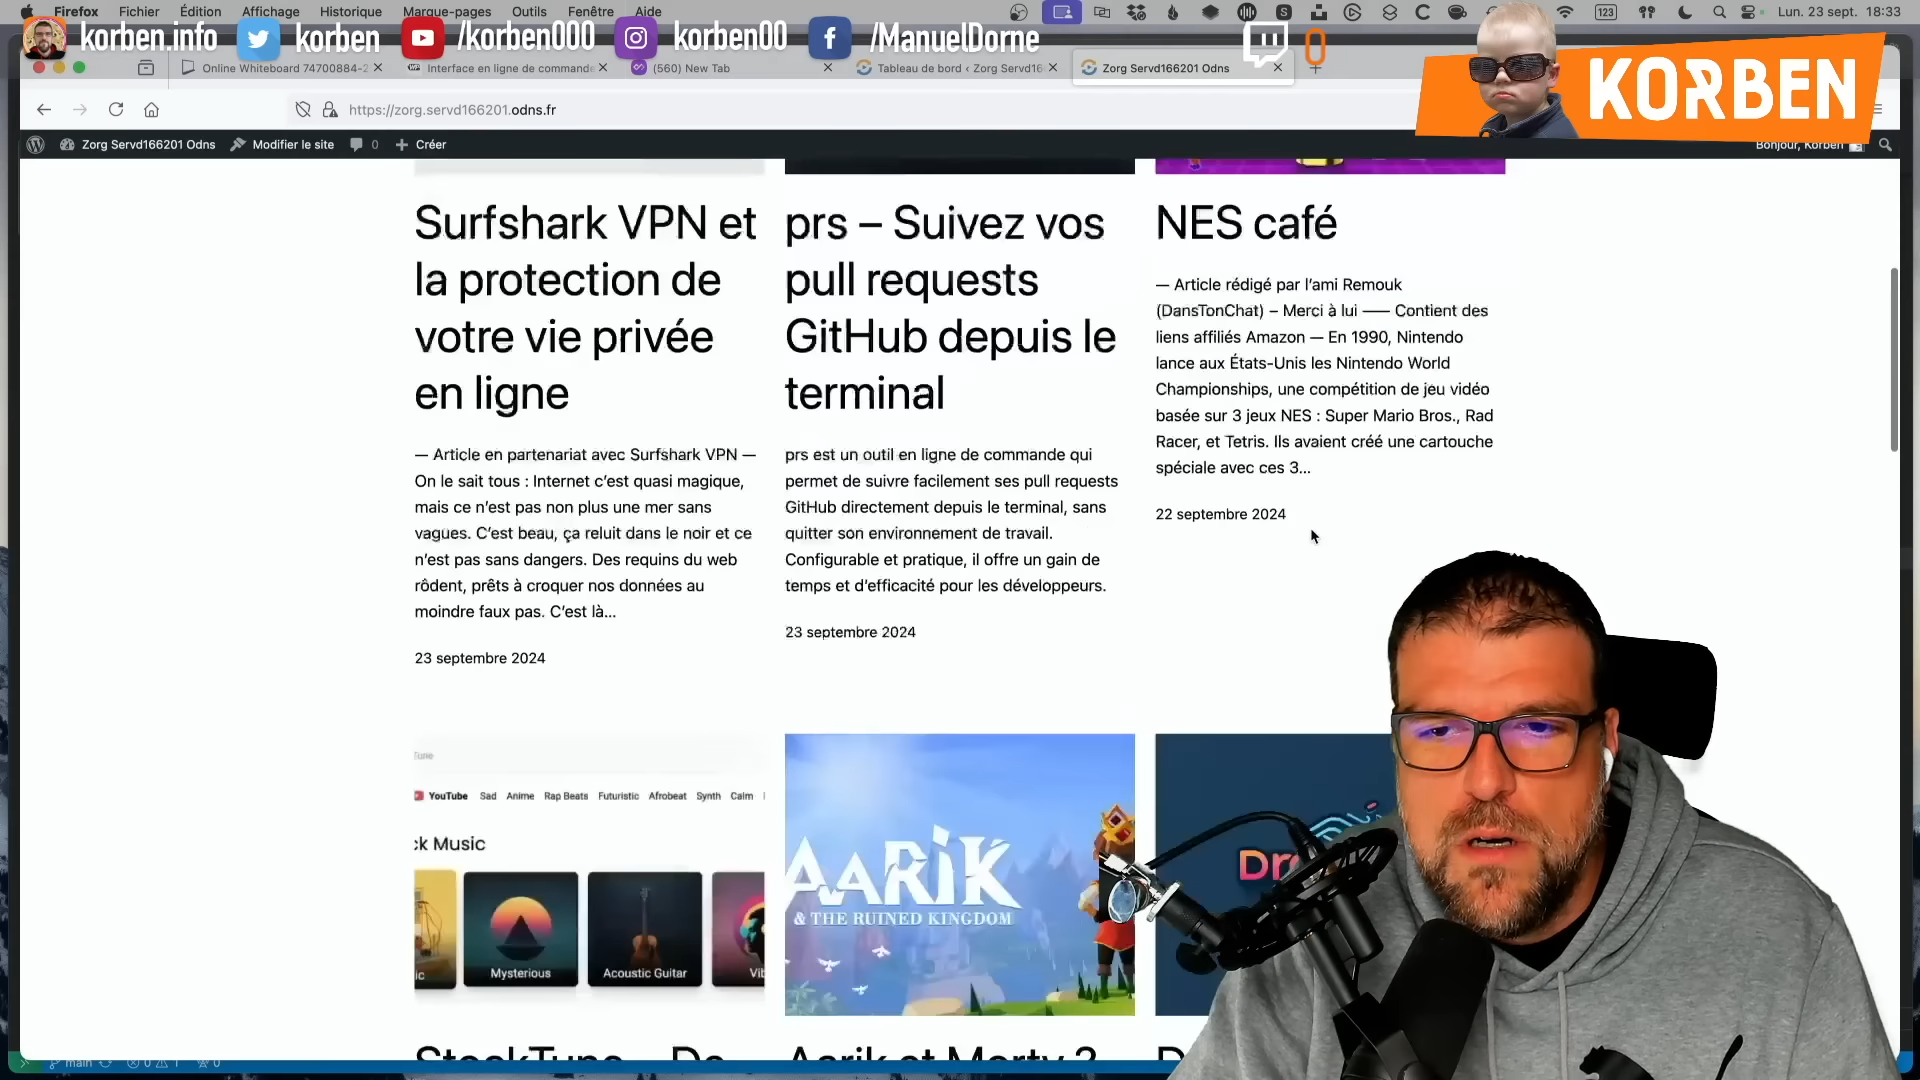 Firefox Fichier Édition Affichage Historique Marque-pages Outils Fenêtre Aide
123 Lun. 23 sept. 18:33
korben.info korben /korben000 korben00 /ManuelDorne 0
KORBEN
Online Whiteboard 74700884-2
Interface en ligne de commande
(560) New Tab
Tableau de bord ‹ Zorg Servd16
Zorg Servd166201 Odns
https://zorg.servd166201.odns.fr
Zorg Servd166201 Odns Modifier le site 0 Créer Bonjour, Korben
Surfshark VPN et
la protection de
votre vie privée
en ligne
— Article en partenariat avec Surfshark VPN —
On le sait tous : Internet c’est quasi magique,
mais ce n’est pas non plus une mer sans
vagues. C’est beau, ça reluit dans le noir et ce
n’est pas sans dangers. Des requins du web
rôdent, prêts à croquer nos données au
moindre faux pas. C’est là...
23 septembre 2024
prs – Suivez vos
pull requests
GitHub depuis le
terminal
prs est un outil en ligne de commande qui
permet de suivre facilement ses pull requests
GitHub directement depuis le terminal, sans
quitter son environnement de travail.
Configurable et pratique, il offre un gain de
temps et d’efficacité pour les développeurs.
23 septembre 2024
NES café
— Article rédigé par l’ami Remouk
(DansTonChat) – Merci à lui —– Contient des
liens affiliés Amazon — En 1990, Nintendo
lance aux États-Unis les Nintendo World
Championships, une compétition de jeu vidéo
basée sur 3 jeux NES : Super Mario Bros., Rad
Racer, et Tetris. Ils avaient créé une cartouche
spéciale avec ces 3...
22 septembre 2024
YouTube Sad Anime Rap Beats Futuristic Afrobeat Synth Calm
ck Music
ic Mysterious Acoustic Guitar Vib
AARIK
& THE RUINED KINGDOM
Dr
main 0 1 0